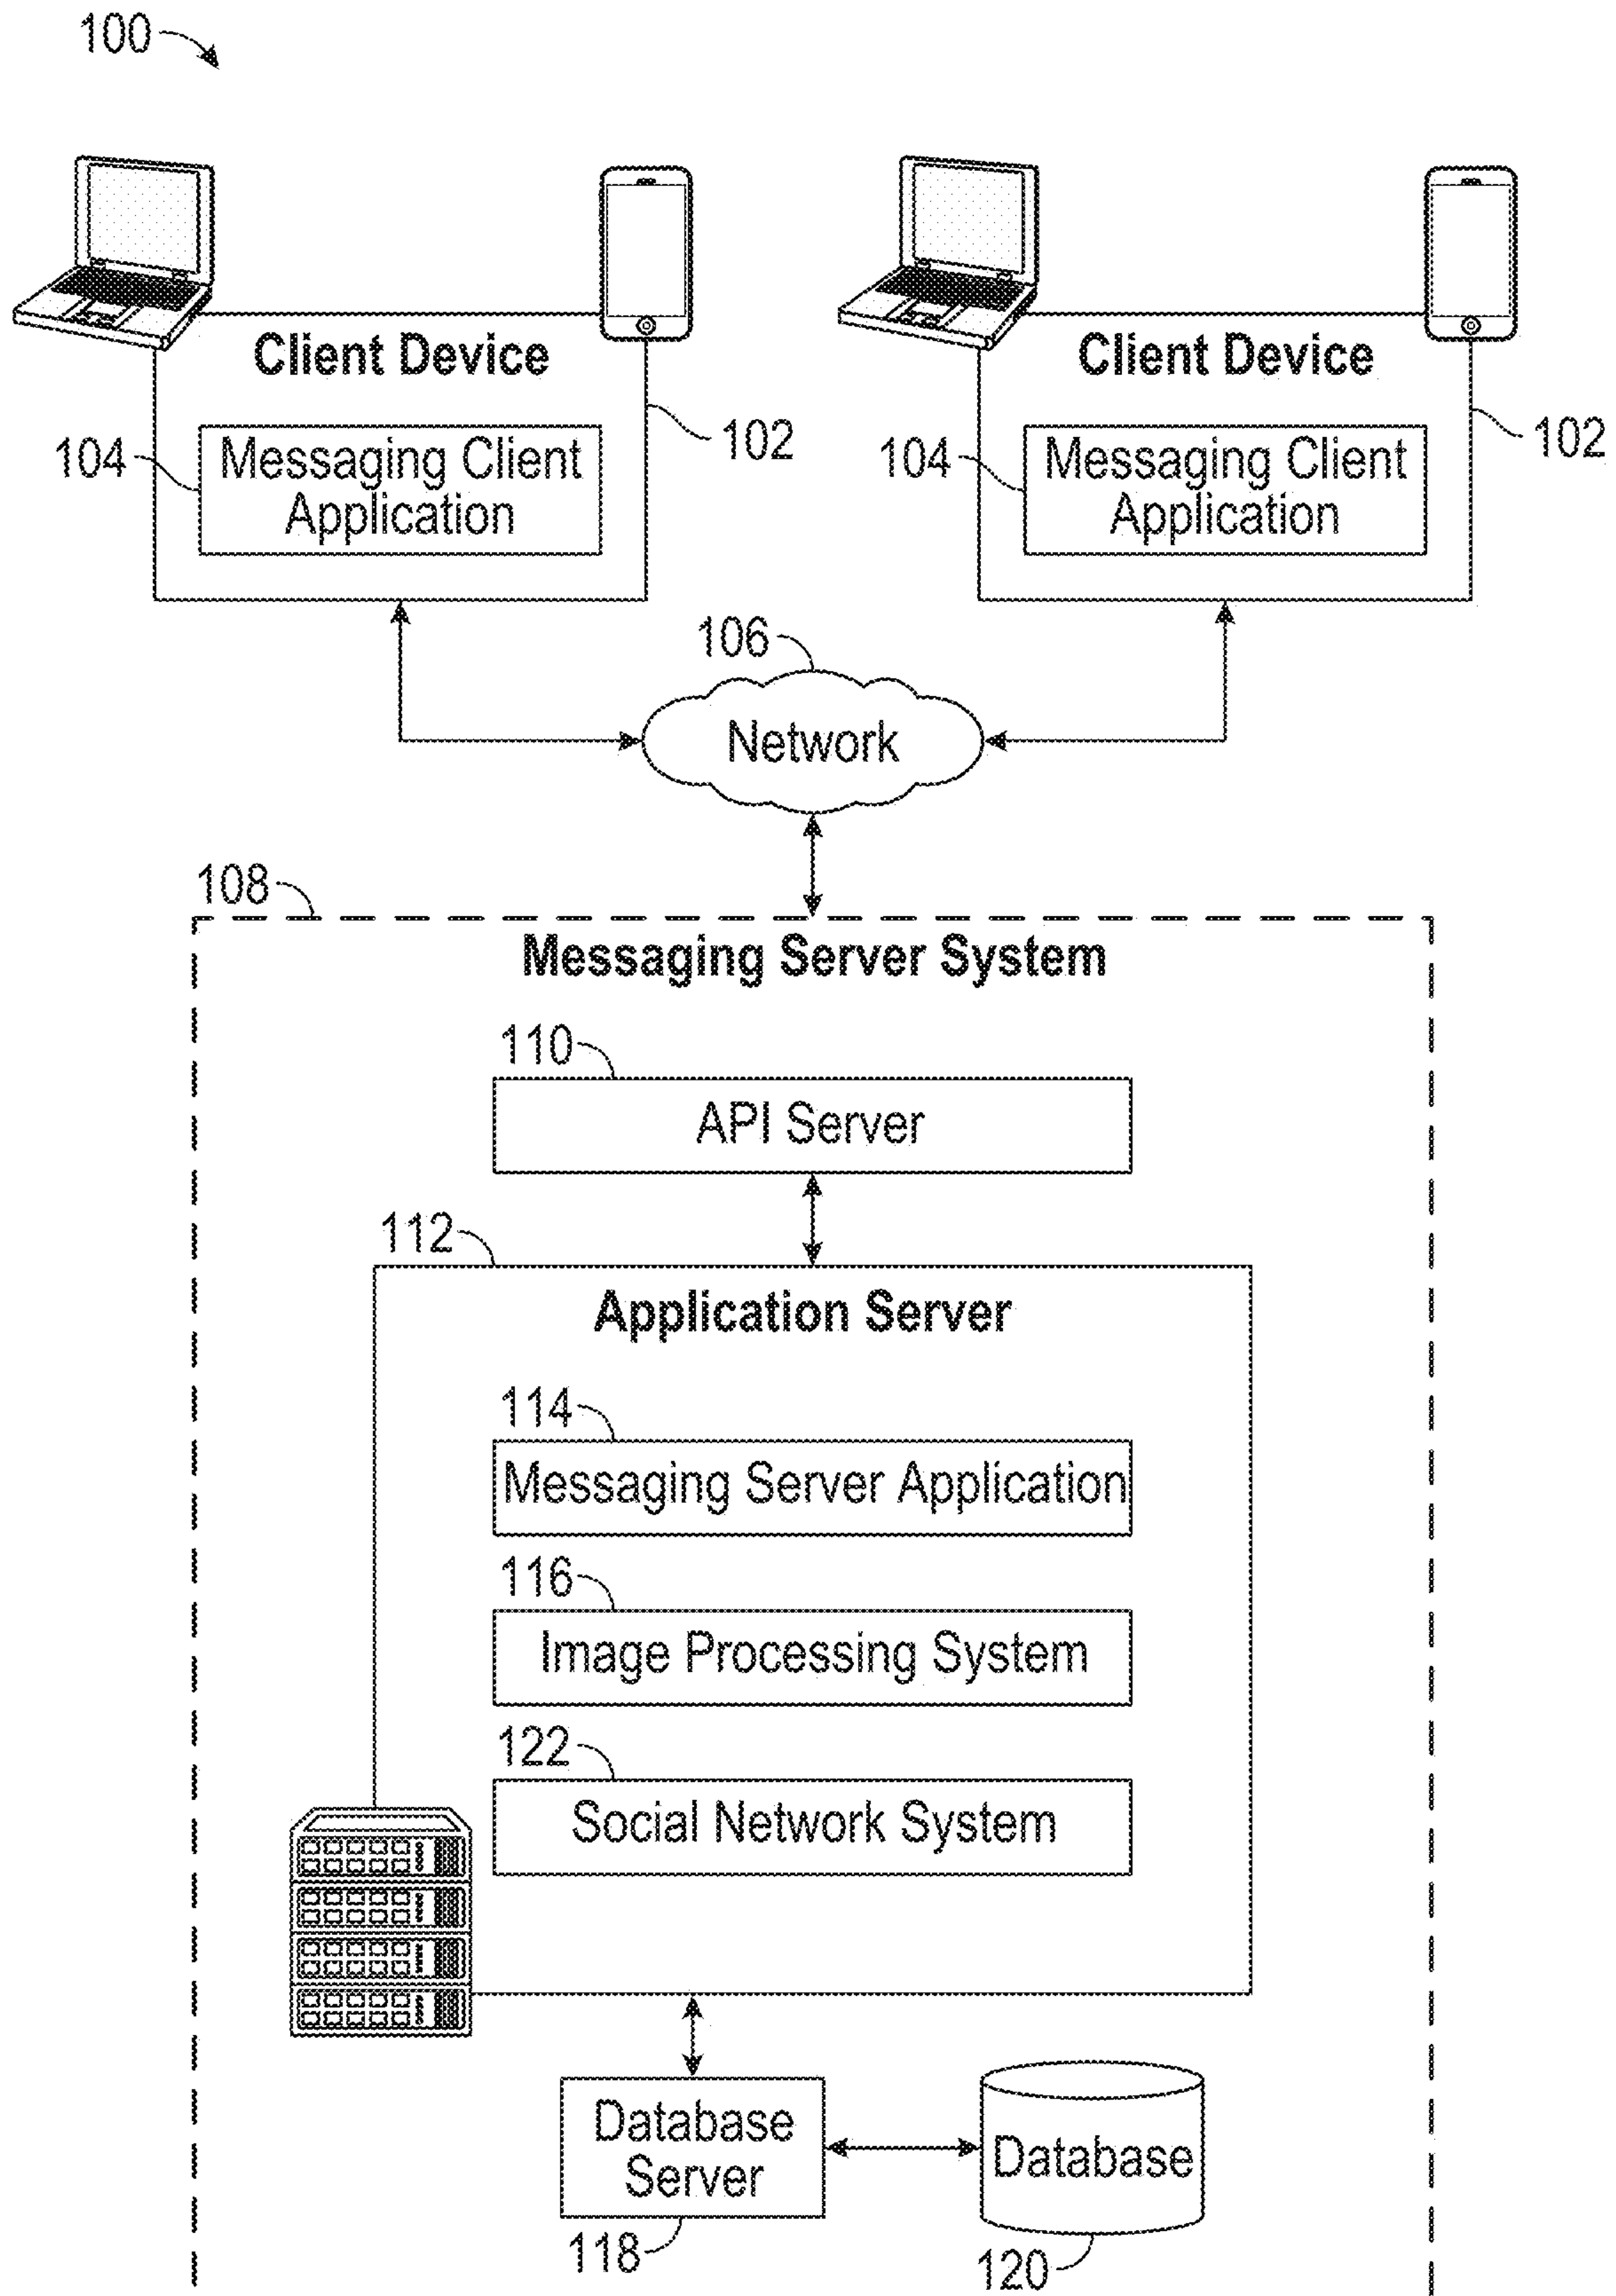 100
Client Device
Client Device
104
Messaging Client
Application
102
104
Messaging Client
Application
102
106
Network
108
Messaging Server System
110
API Server
112
Application Server
114
Messaging Server Application
116
Image Processing System
122
Social Network System
Database
Server
Database
118
120